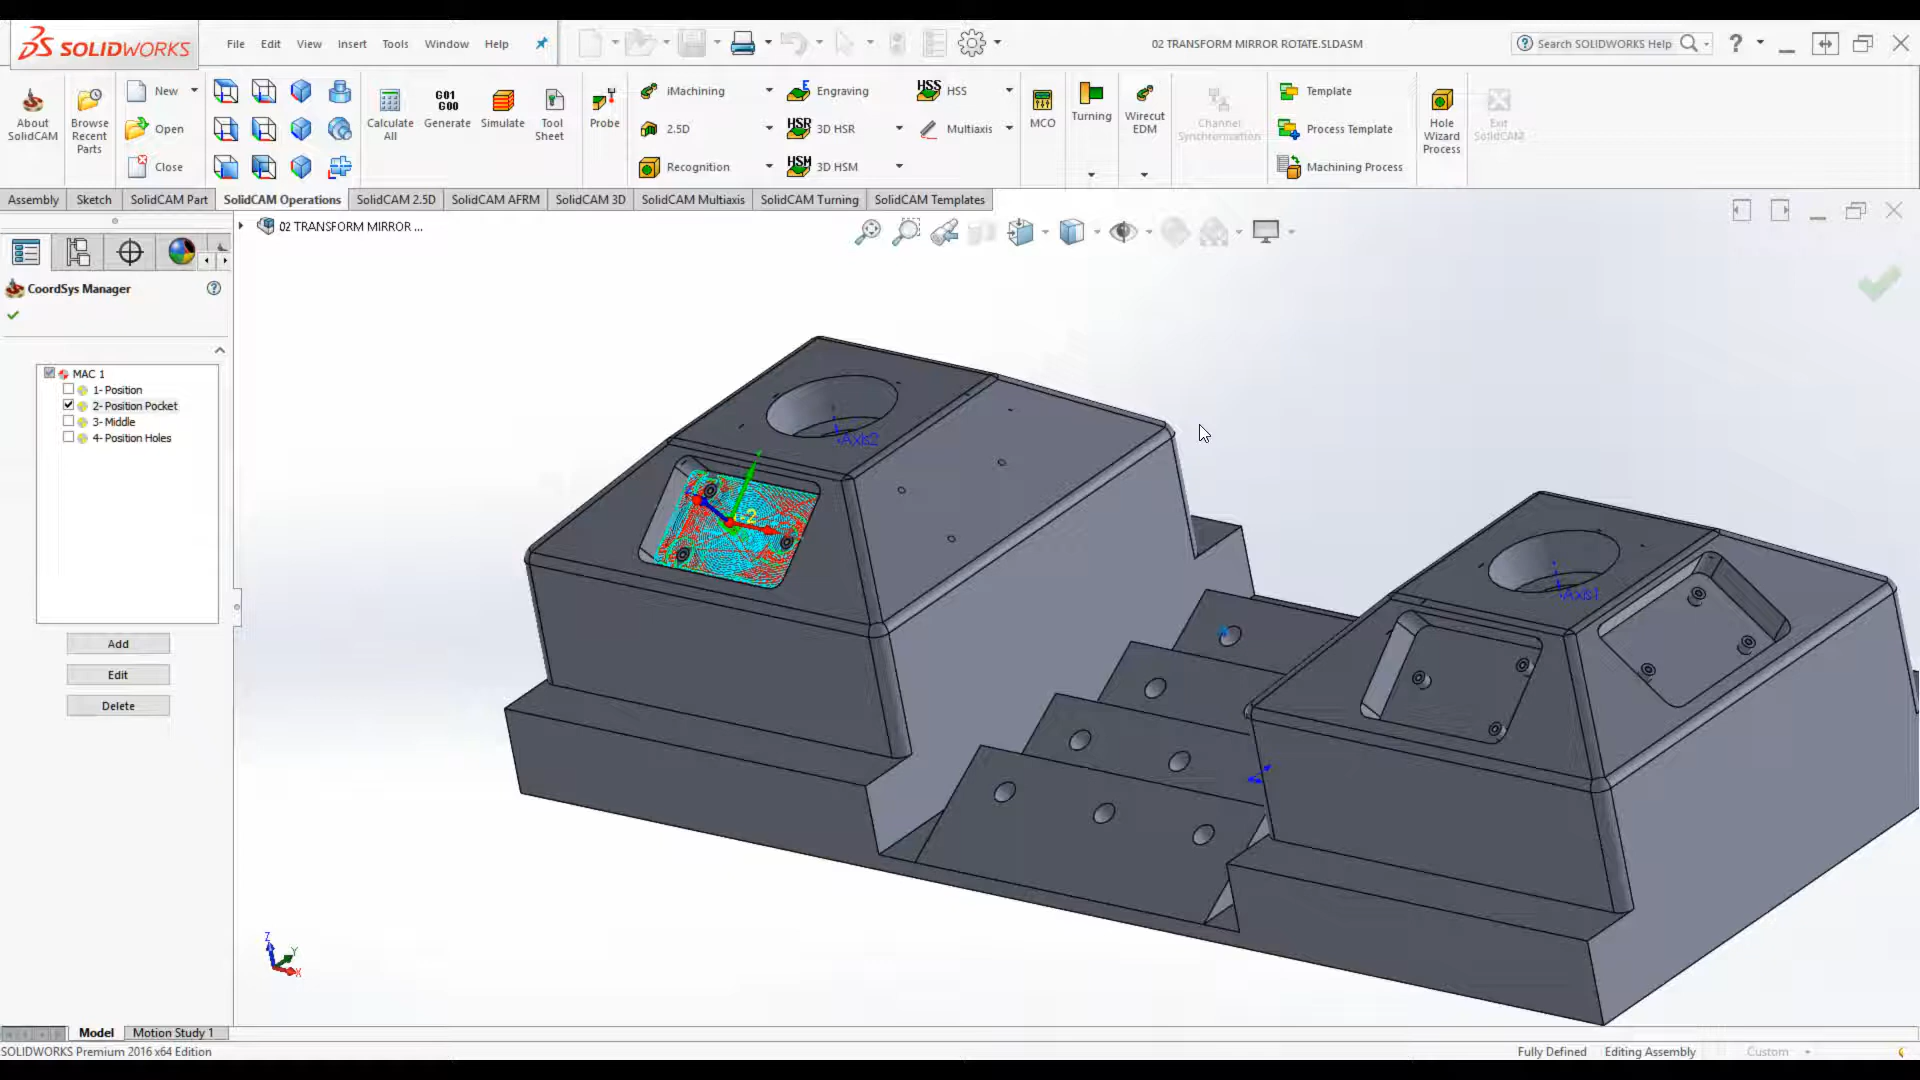 SOLIDWORKS
File Edit View Insert Tools Window Help
02 TRANSFORM MIRROR ROTATE.SLDASM
Search SOLIDWORKS Help
About SolidCAM
Browse Recent Parts
New
Open
Close
Calculate All
G01 G00
Generate
Simulate
Tool Sheet
Probe
iMachining
2.5D
Recognition
Engraving
HSR 3D HSR
HSM 3D HSM
HSS HSS
Multiaxis
MCO
Turning
Wirecut EDM
Channel Synchronisation
Template
Process Template
Machining Process
Hole Wizard Process
Exit SolidCAM
Assembly Sketch SolidCAM Part SolidCAM Operations SolidCAM 2.5D SolidCAM AFRM SolidCAM 3D SolidCAM Multiaxis SolidCAM Turning SolidCAM Templates
02 TRANSFORM MIRROR ...
CoordSys Manager
MAC 1
1- Position
2- Position Pocket
3- Middle
4- Position Holes
Add
Edit
Delete
Axis2
2
Axis1
Z
Y
X
Model Motion Study 1
SOLIDWORKS Premium 2016 x64 Edition
Fully Defined Editing Assembly Custom